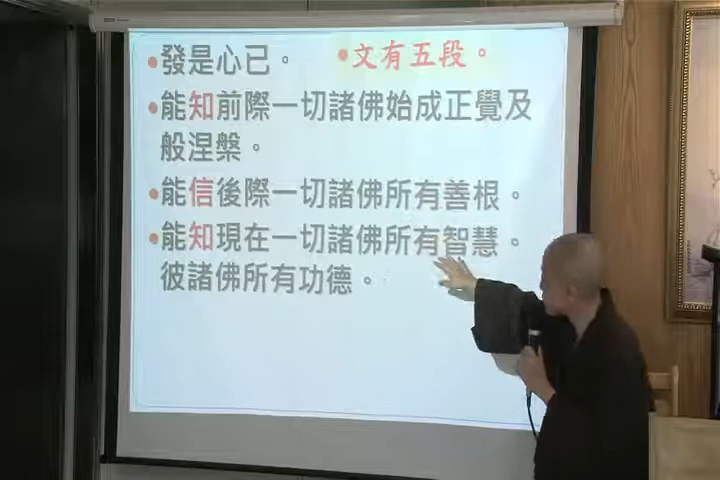 •發是心已。 •文有五段。
•能知前際一切諸佛始成正覺及
般涅槃。
•能信後際一切諸佛所有善根。
•能知現在一切諸佛所有智慧。
彼諸佛所有功德。